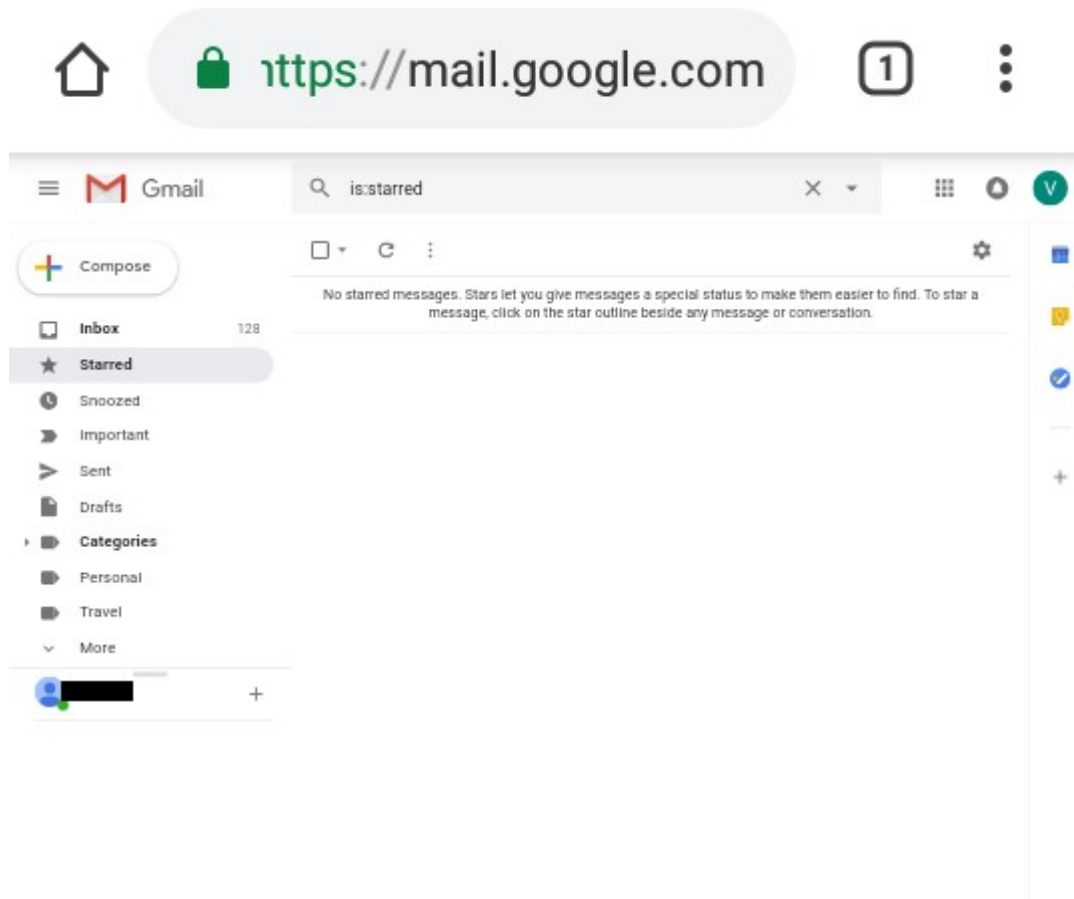 ttps://mail.google.com
1
Gmail
is:starred
V
Compose
No starred messages. Stars let you give messages a special status to make them easier to find. To star a
message, click on the star outline beside any message or conversation.
Inbox 128
Starred
Snoozed
Important
Sent
Drafts
Categories
Personal
Travel
More